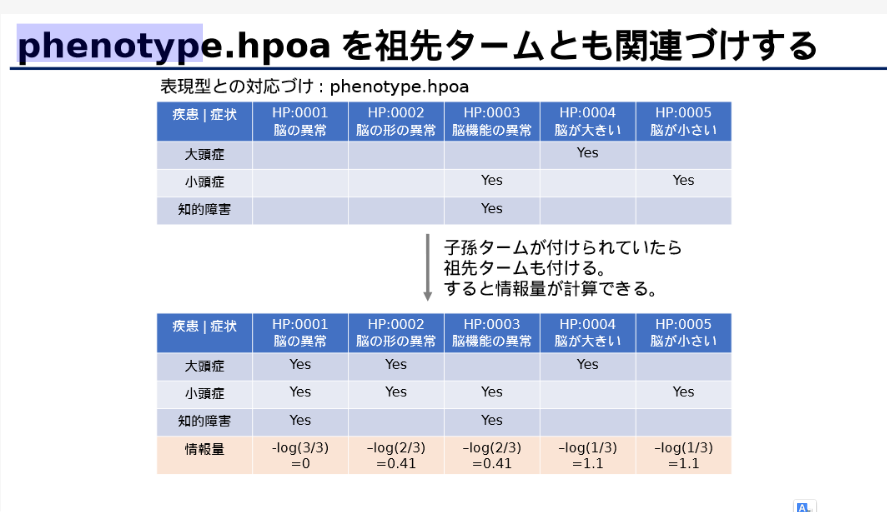 phenotype.hpoa を祖先タームとも関連づけする
表現型との対応づけ : phenotype.hpoa
疾患 | 症状 HP:0001 HP:0002 HP:0003 HP:0004 HP:0005
脳の異常 脳の形の異常 脳機能の異常 脳が大きい 脳が小さい
大頭症 Yes
小頭症 Yes Yes
知的障害 Yes
子孫タームが付けられていたら
祖先タームも付ける。
すると情報量が計算できる。
疾患 | 症状 HP:0001 HP:0002 HP:0003 HP:0004 HP:0005
脳の異常 脳の形の異常 脳機能の異常 脳が大きい 脳が小さい
大頭症 Yes Yes Yes
小頭症 Yes Yes Yes Yes
知的障害 Yes Yes
情報量 -log(3/3) –log(2/3) –log(2/3) –log(1/3) –log(1/3)
=0 =0.41 =0.41 =1.1 =1.1
A